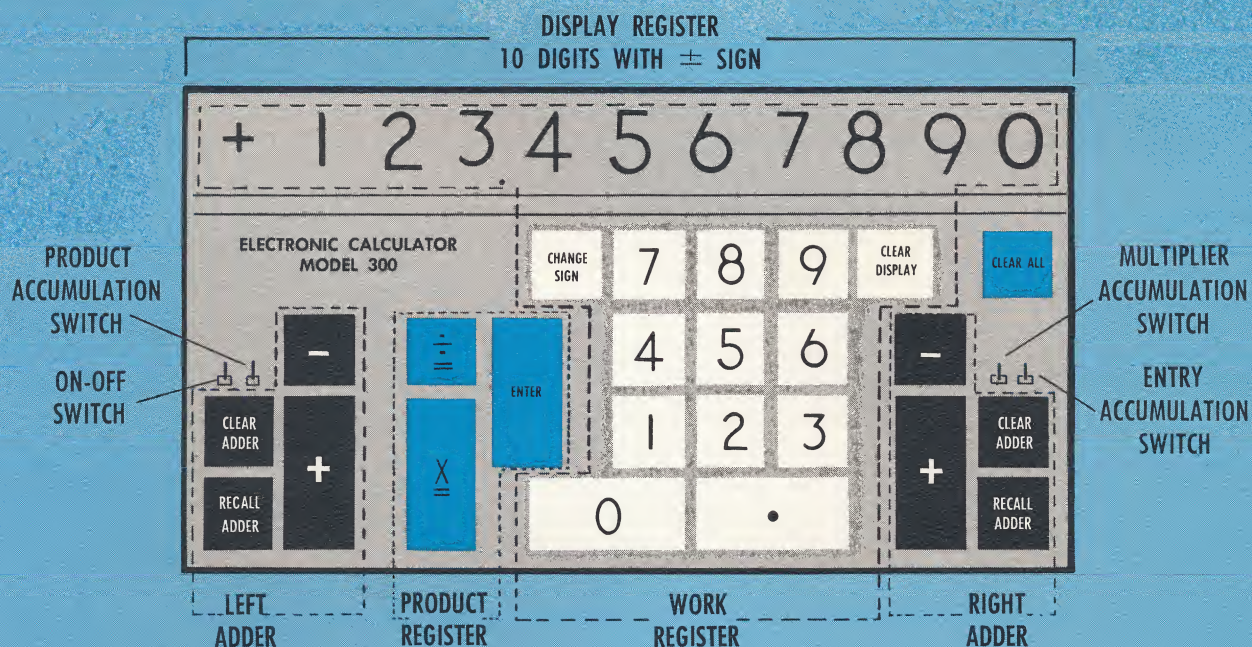 DISPLAY REGISTER
10 DIGITS WITH ± SIGN
+ 1 2 3. 4 5 6 7 8 9 0
ELECTRONIC CALCULATOR
MODEL 300
PRODUCT
ACCUMULATION
SWITCH
ON-OFF
SWITCH
−
CLEAR
ADDER
+
RECALL
ADDER
÷
=
ENTER
X
=
CHANGE
SIGN
7 8 9
CLEAR
DISPLAY
4 5 6
1 2 3
0 .
CLEAR ALL
−
+
CLEAR
ADDER
RECALL
ADDER
MULTIPLIER
ACCUMULATION
SWITCH
ENTRY
ACCUMULATION
SWITCH
LEFT
ADDER
PRODUCT
REGISTER
WORK
REGISTER
RIGHT
ADDER